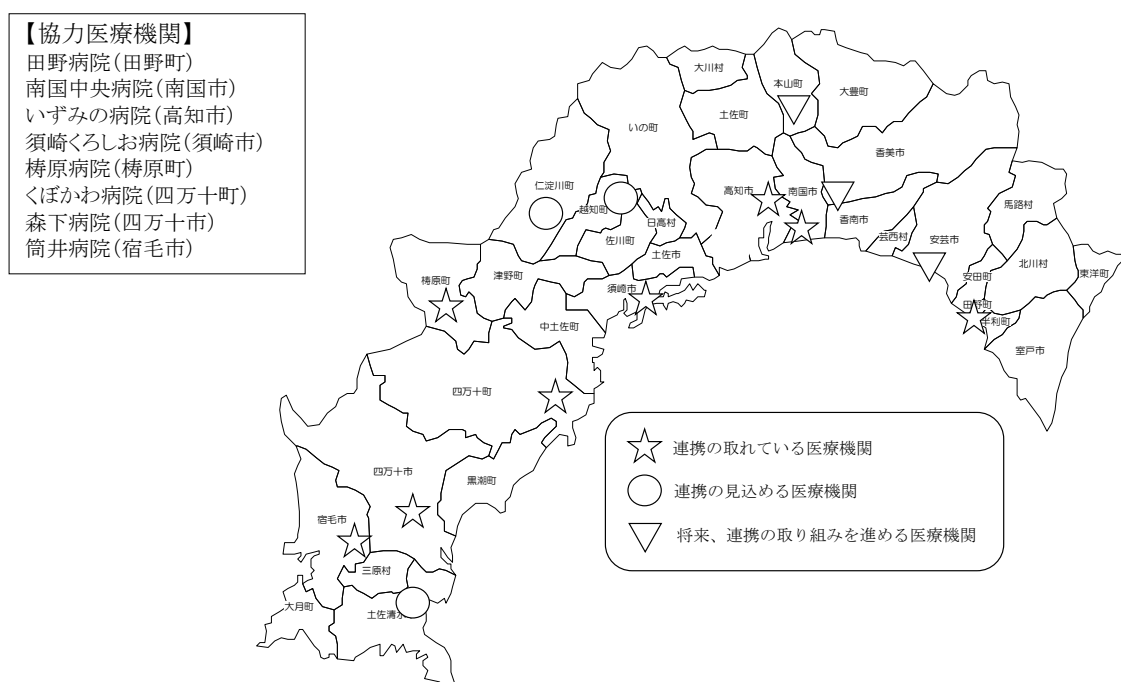 【協力医療機関】
田野病院(田野町)
南国中央病院(南国市)
いずみの病院(高知市)
須崎くろしお病院(須崎市)
梼原病院(梼原町)
くぼかわ病院(四万十町)
森下病院(四万十市)
筒井病院(宿毛市)
大川村
本山町
大豊町
いの町
土佐町
香美市
仁淀川町
高知市
南国市
越知町
日高村
香南市
馬路村
佐川町
土佐市
芸西村
安芸市
北川村
梼原町
津野町
須崎市
安田町
東洋町
田野町
中土佐町
室戸市
四万十町
四万十市
黒潮町
宿毛市
三原村
大月町
土佐清水
連携の取れている医療機関
連携の見込める医療機関
将来、連携の取り組みを進める医療機関